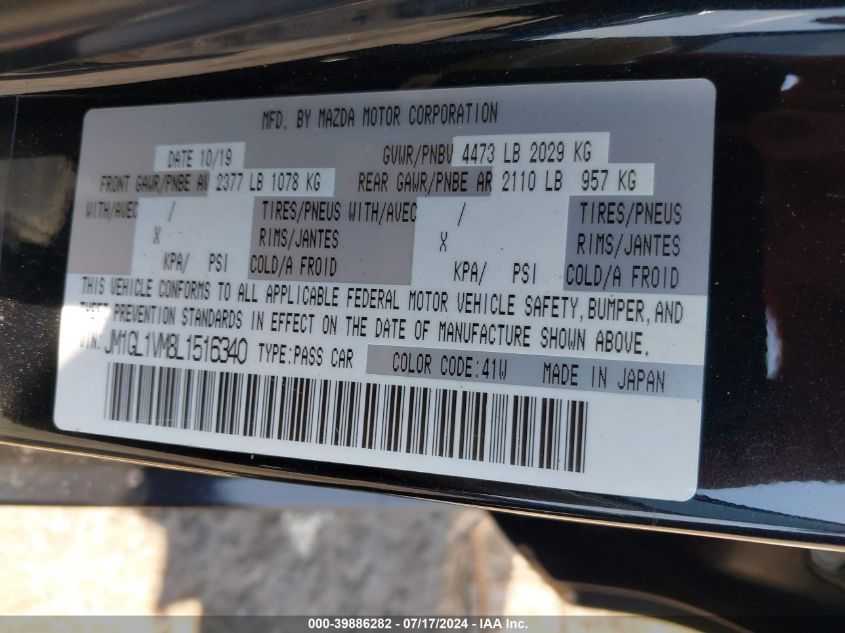 MFD. BY MAZDA MOTOR CORPORATION
DATE 10/19 GVWR/PNBV 4473 LB 2029 KG
FRONT GAWR/PNBE AV 2377 LB 1078 KG REAR GAWR/PNBE AR 2110 LB 957 KG
WITH/AVEC / TIRES/PNEUS WITH/AVEC / TIRES/PNEUS
X RIMS/JANTES X RIMS/JANTES
KPA/ PSI COLD/A FROID KPA/ PSI COLD/A FROID
THIS VEHICLE CONFORMS TO ALL APPLICABLE FEDERAL MOTOR VEHICLE SAFETY, BUMPER, AND
THEFT PREVENTION STANDARDS IN EFFECT ON THE DATE OF MANUFACTURE SHOWN ABOVE.
VIN: JM1GL1VM8L1516340 TYPE: PASS CAR COLOR CODE: 41W MADE IN JAPAN
000-39886282 - 07/17/2024 - IAA Inc.